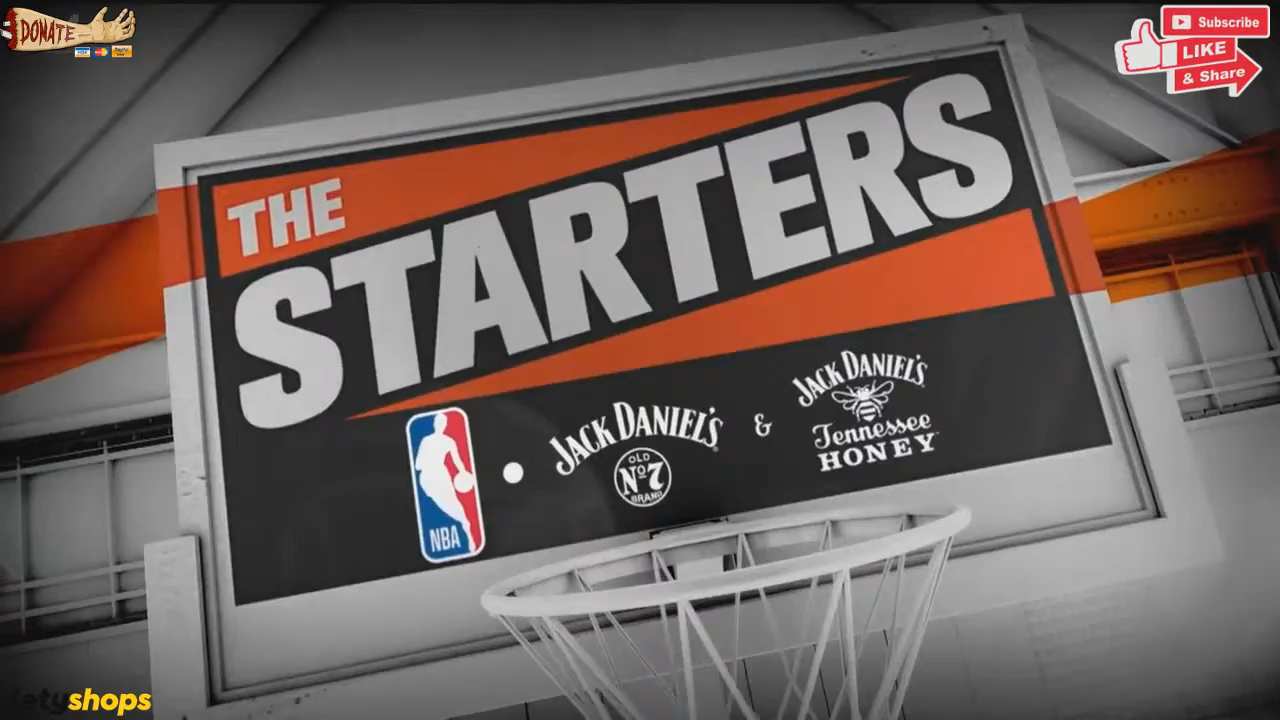 DONATE
Subscribe
LIKE
& Share
THE
STARTERS
JACK DANIEL'S
OLD
Nº7
BRAND
&
JACK DANIEL'S
Tennessee
HONEY
NBA
shops